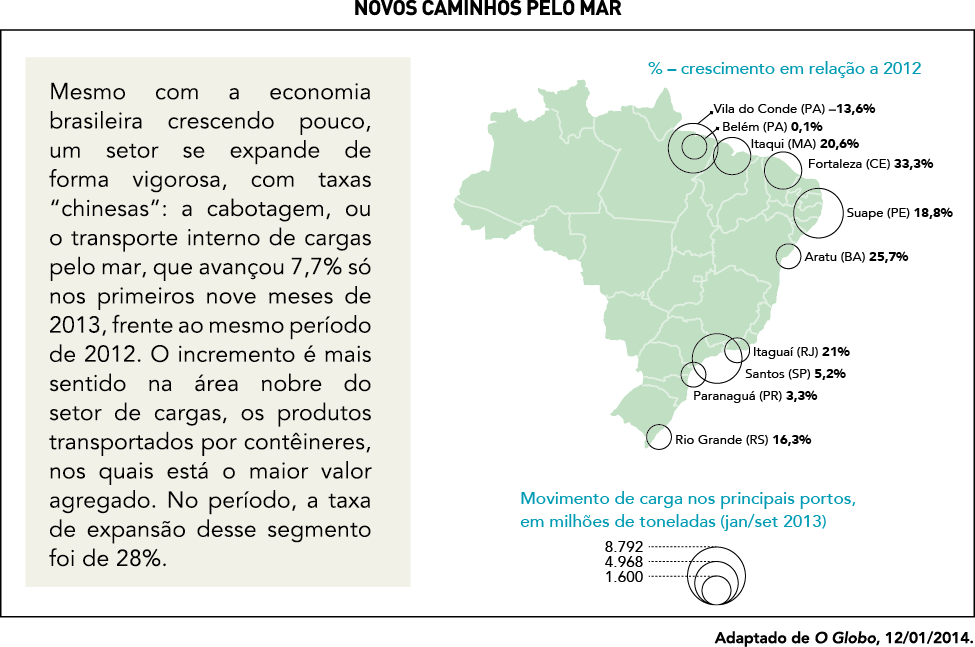 NOVOS CAMINHOS PELO MAR
Mesmo com a economia
brasileira crescendo pouco,
um setor se expande de
forma vigorosa, com taxas
“chinesas”: a cabotagem, ou
o transporte interno de cargas
pelo mar, que avançou 7,7% só
nos primeiros nove meses de
2013, frente ao mesmo período
de 2012. O incremento é mais
sentido na área nobre do
setor de cargas, os produtos
transportados por contêineres,
nos quais está o maior valor
agregado. No período, a taxa
de expansão desse segmento
foi de 28%.
% – crescimento em relação a 2012
Vila do Conde (PA) –13,6%
Belém (PA) 0,1%
Itaqui (MA) 20,6%
Fortaleza (CE) 33,3%
Suape (PE) 18,8%
Aratu (BA) 25,7%
Itaguaí (RJ) 21%
Santos (SP) 5,2%
Paranaguá (PR) 3,3%
Rio Grande (RS) 16,3%
Movimento de carga nos principais portos,
em milhões de toneladas (jan/set 2013)
8.792
4.968
1.600
Adaptado de O Globo, 12/01/2014.